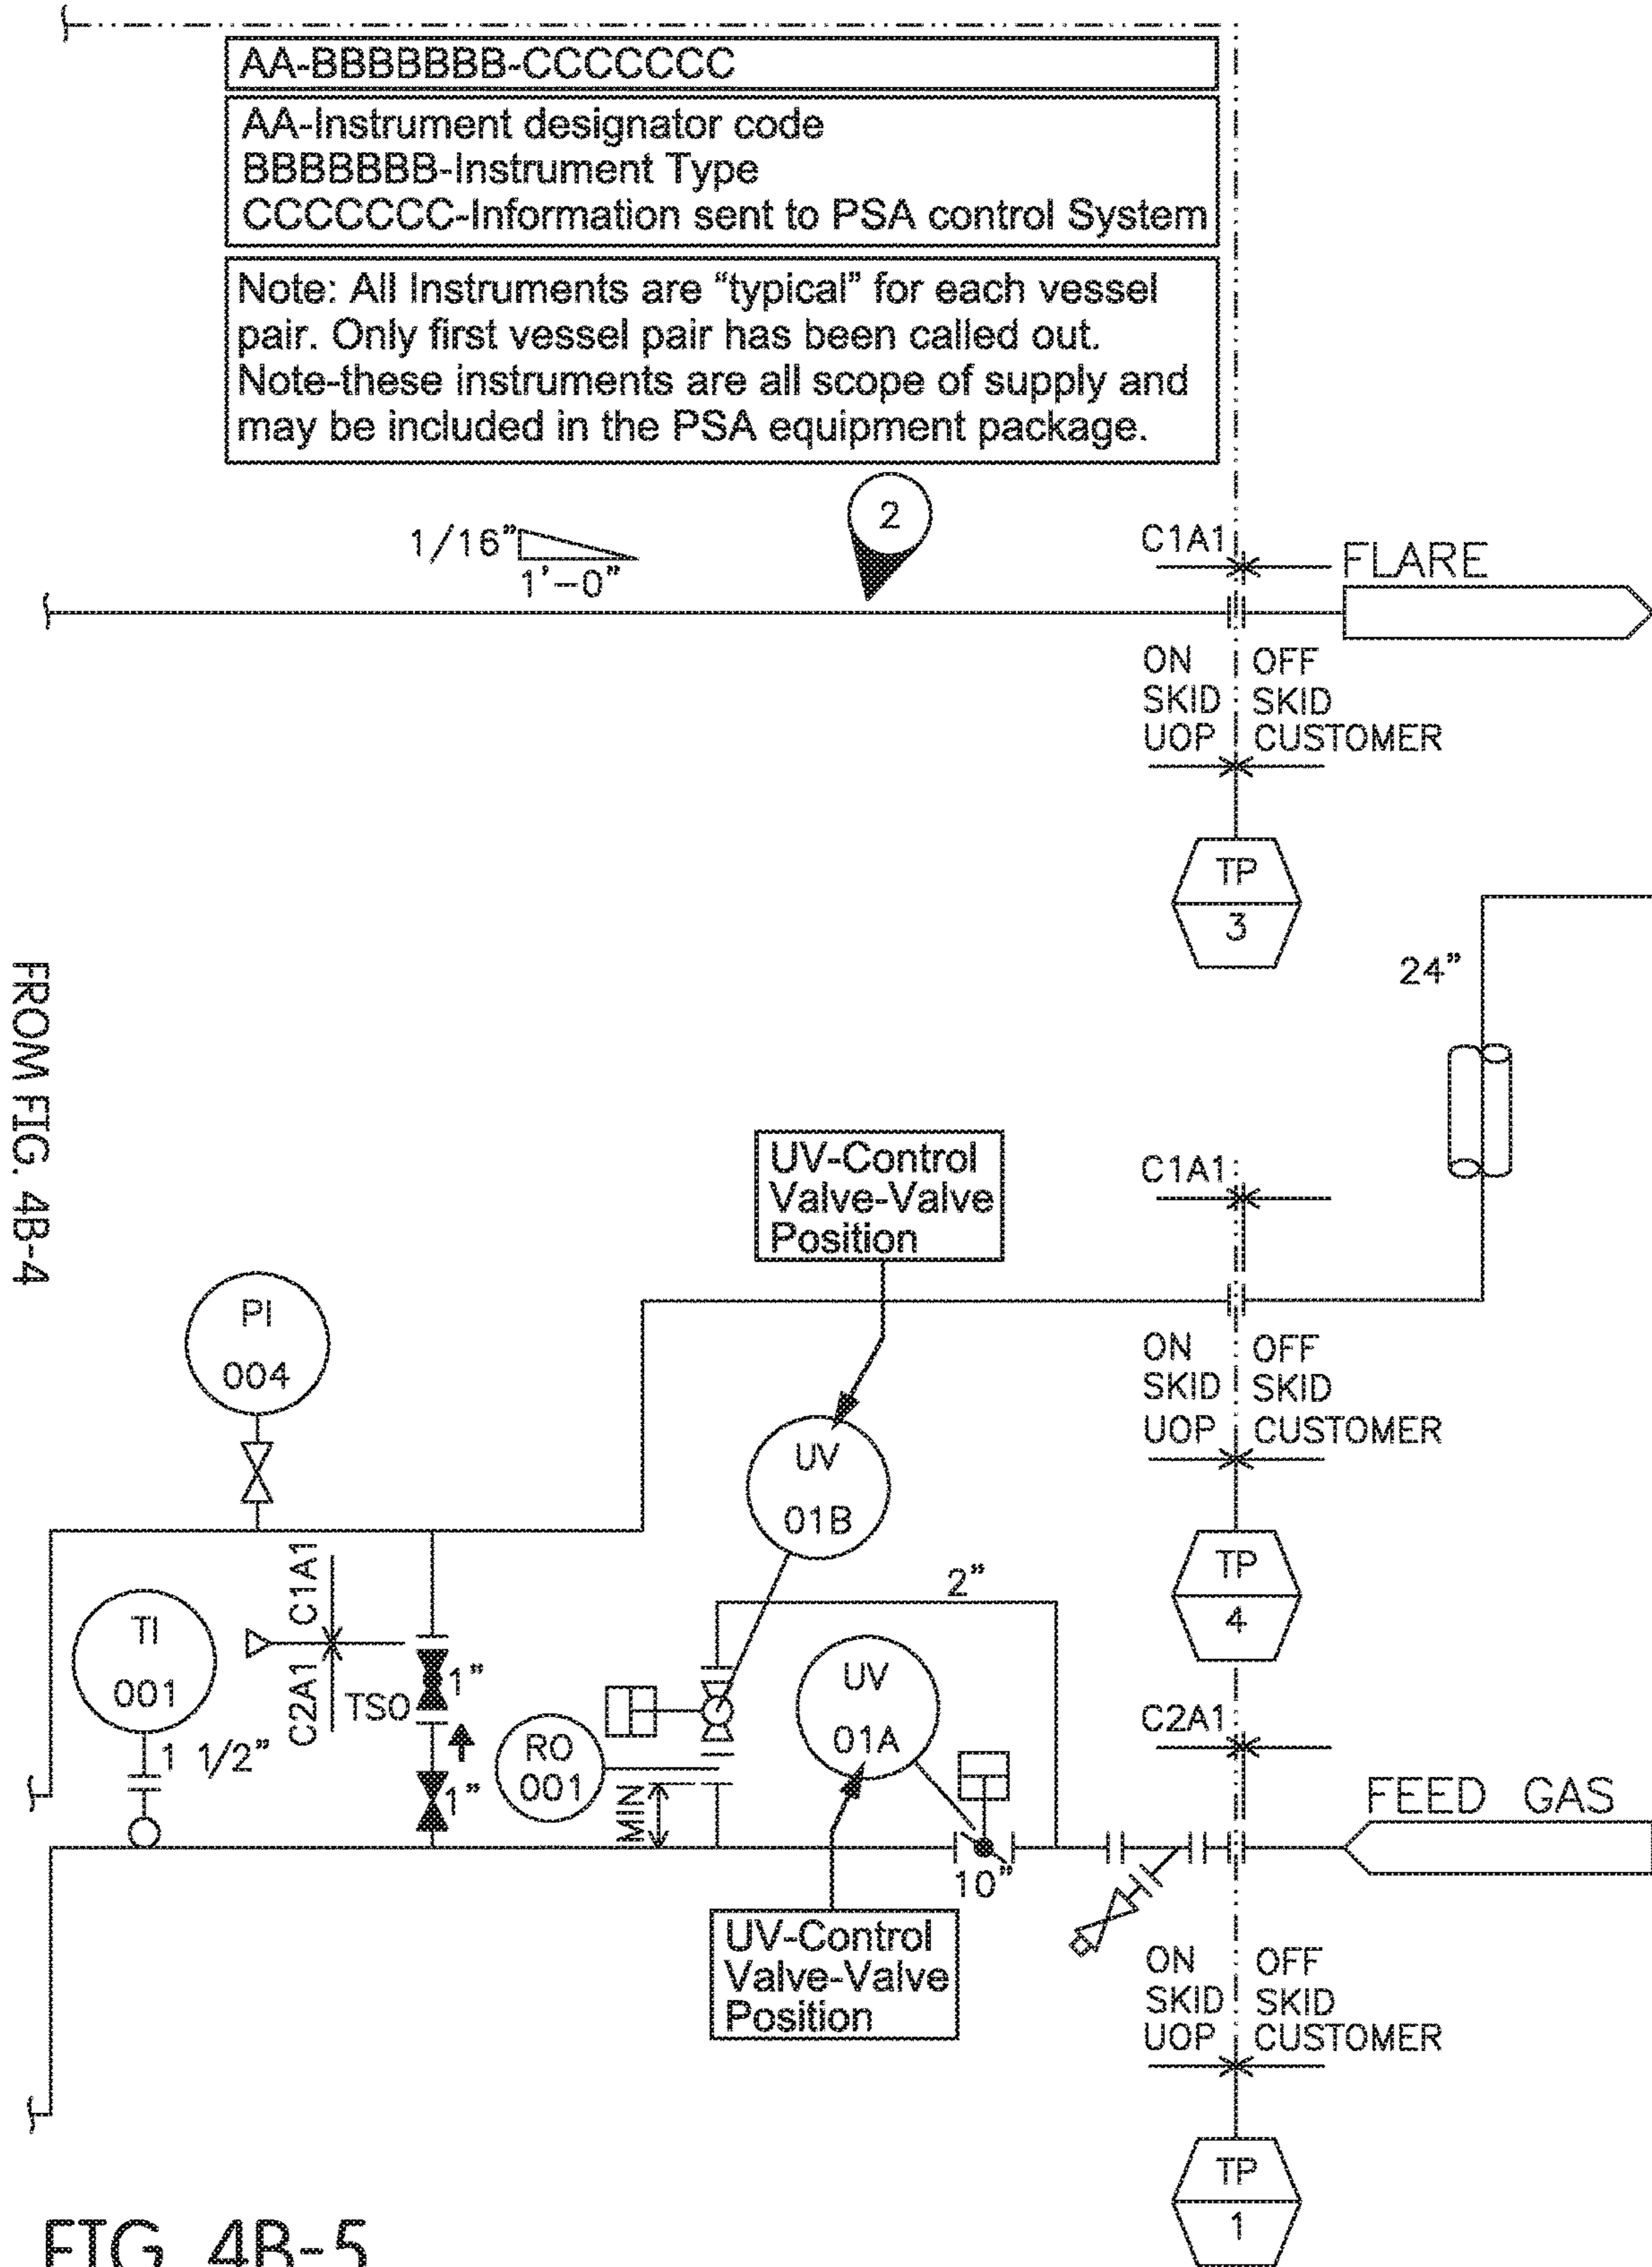 AA-BBBBBBB-CCCCCCC
AA-Instrument designator code
BBBBBBB-Instrument Type
CCCCCCC-Information sent to PSA control System
Note: All Instruments are “typical” for each vessel
pair. Only first vessel pair has been called out.
Note-these instruments are all scope of supply and
may be included in the PSA equipment package.
2
1/16”
1’-0”
C1A1
FLARE
ON
SKID
UOP
OFF
SKID
CUSTOMER
TP
3
24”
FROM FIG. 4B-4
UV-Control
Valve-Valve
Position
C1A1
PI
004
ON
SKID
UOP
OFF
SKID
CUSTOMER
UV
01B
TP
4
2”
C1A1
C2A1
TI
001
1 1/2”
TSO
1”
1”
RO
001
MIN
UV
01A
C2A1
FEED GAS
10”
UV-Control
Valve-Valve
Position
ON
SKID
UOP
OFF
SKID
CUSTOMER
TP
1
FIG. 4B-5